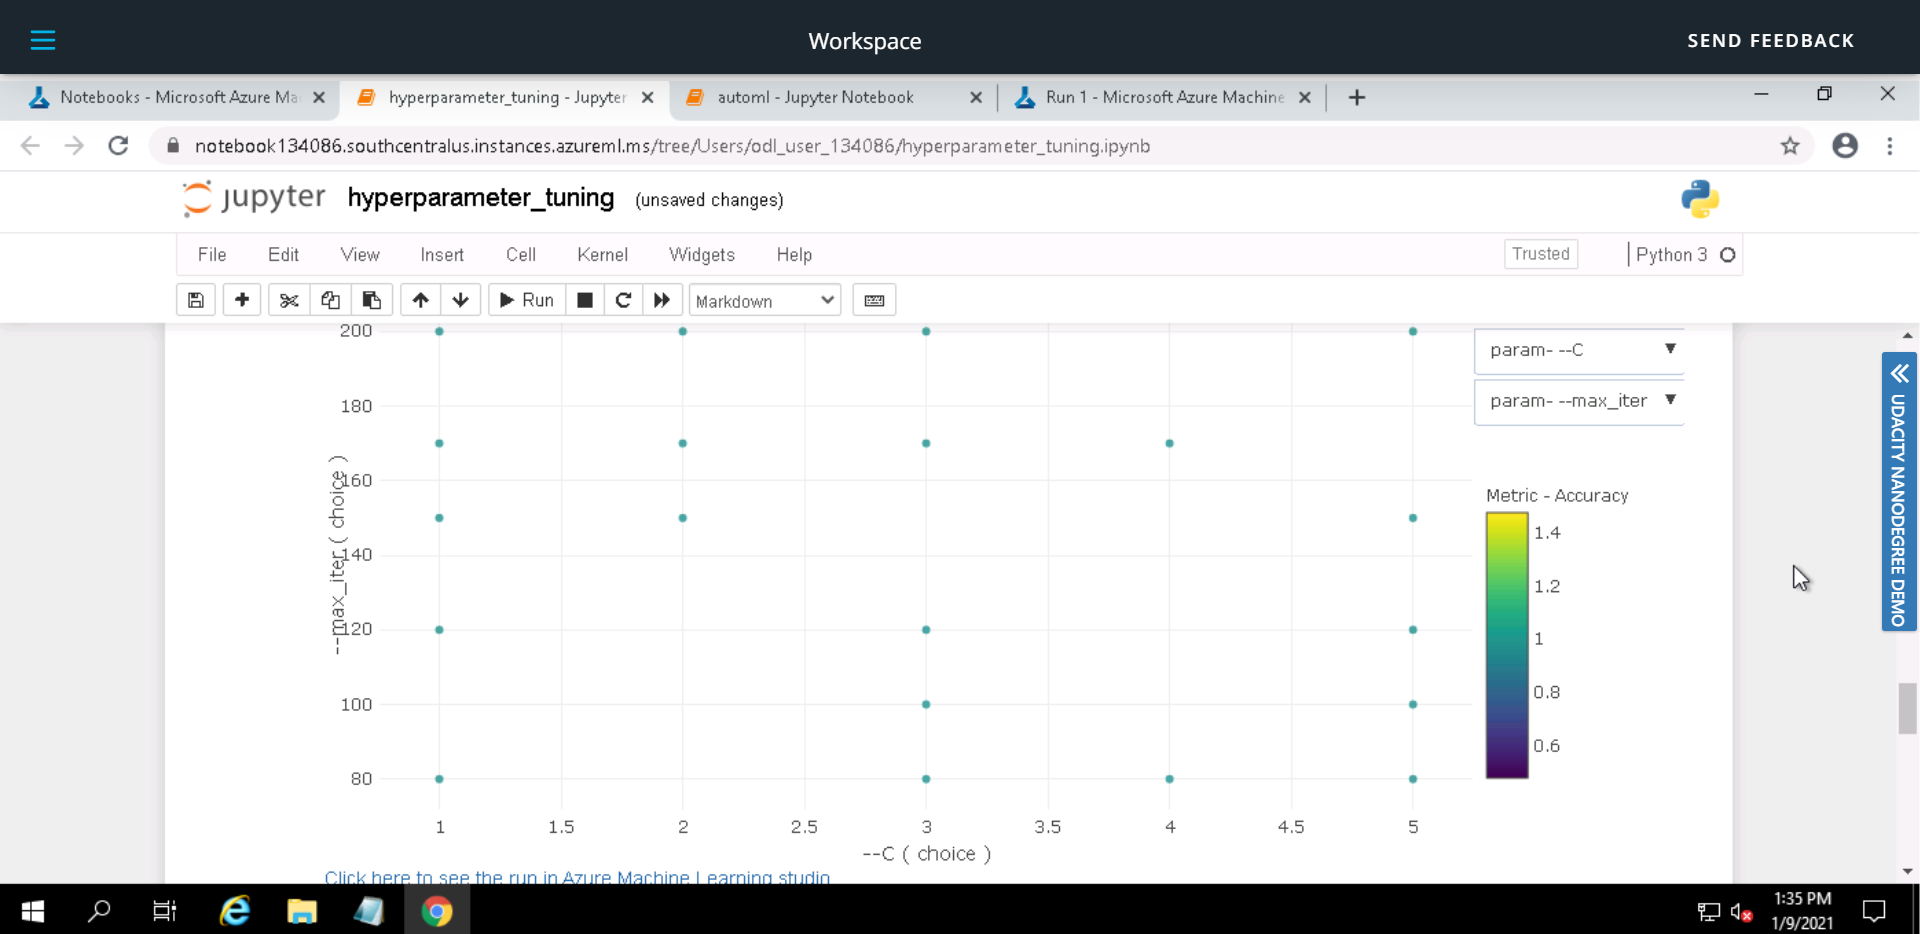 Workspace
SEND FEEDBACK
Notebooks - Microsoft Azure Ma
hyperparameter_tuning - Jupyter
automl - Jupyter Notebook
Run 1 - Microsoft Azure Machine
notebook134086.southcentralus.instances.azureml.ms/tree/Users/odl_user_134086/hyperparameter_tuning.ipynb
jupyter hyperparameter_tuning (unsaved changes)
File Edit View Insert Cell Kernel Widgets Help Trusted Python 3
Run Markdown
200
180
160
140
120
100
80
--max_iter ( choice )
1 1.5 2 2.5 3 3.5 4 4.5 5
--C ( choice )
param- --C
param- --max_iter
Metric - Accuracy
1.4
1.2
1
0.8
0.6
UDACITY NANODEGREE DEMO
Click here to see the run in Azure Machine Learning studio
1:35 PM
1/9/2021